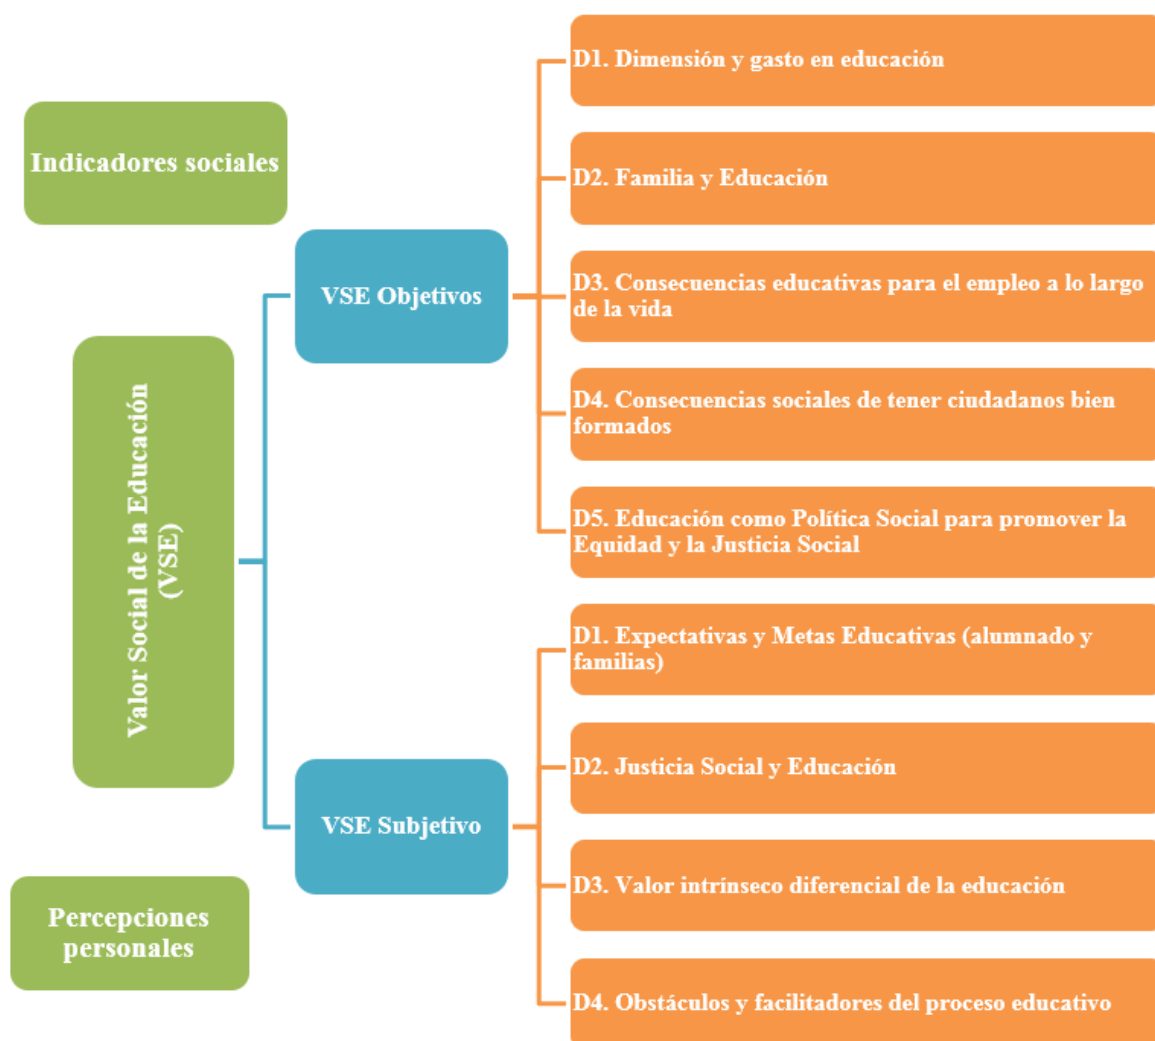 Indicadores sociales
Valor Social de la Educación
(VSE)
Percepciones
personales
VSE Objetivos
D1. Dimensión y gasto en educación
D2. Familia y Educación
D3. Consecuencias educativas para el empleo a lo largo
de la vida
D4. Consecuencias sociales de tener ciudadanos bien
formados
D5. Educación como Política Social para promover la
Equidad y la Justicia Social
VSE Subjetivo
D1. Expectativas y Metas Educativas (alumnado y
familias)
D2. Justicia Social y Educación
D3. Valor intrínseco diferencial de la educación
D4. Obstáculos y facilitadores del proceso educativo